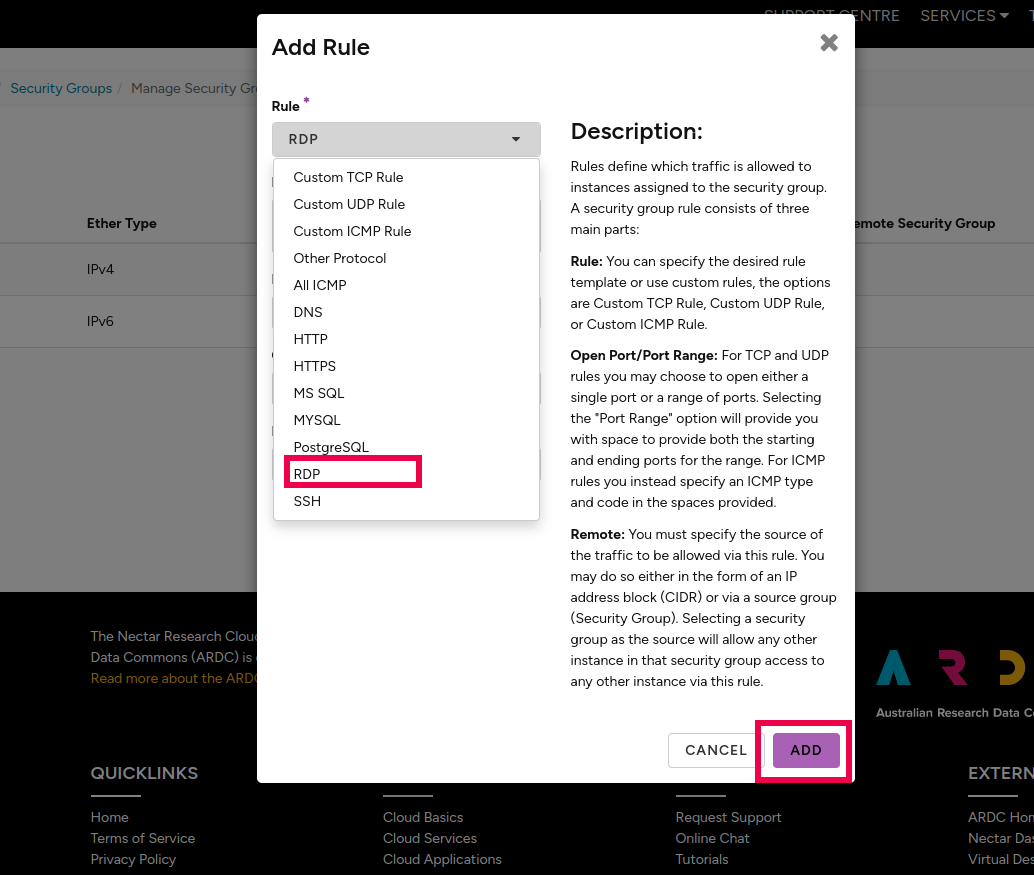 SUPPORT CENTRE
SERVICES
Add Rule
/ Security Groups / Manage Security Gr
Rule *
RDP
Custom TCP Rule
Custom UDP Rule
Custom ICMP Rule
Other Protocol
All ICMP
DNS
HTTP
HTTPS
MS SQL
MYSQL
PostgreSQL
RDP
SSH
Description:
Rules define which traffic is allowed to
instances assigned to the security group.
A security group rule consists of three
main parts:
Rule: You can specify the desired rule
template or use custom rules, the options
are Custom TCP Rule, Custom UDP Rule,
or Custom ICMP Rule.
Open Port/Port Range: For TCP and UDP
rules you may choose to open either a
single port or a range of ports. Selecting
the "Port Range" option will provide you
with space to provide both the starting
and ending ports for the range. For ICMP
rules you instead specify an ICMP type
and code in the spaces provided.
Remote: You must specify the source of
the traffic to be allowed via this rule. You
may do so either in the form of an IP
address block (CIDR) or via a source group
(Security Group). Selecting a security
group as the source will allow any other
instance in that security group access to
any other instance via this rule.
CANCEL
ADD
Ether Type
emote Security Group
IPv4
IPv6
The Nectar Research Clou
Data Commons (ARDC) is
Read more about the ARDC
ARD
Australian Research Data Co
QUICKLINKS
Home
Terms of Service
Privacy Policy
Cloud Basics
Cloud Services
Cloud Applications
Request Support
Online Chat
Tutorials
EXTERN
ARDC Hom
Nectar Das
Virtual Des